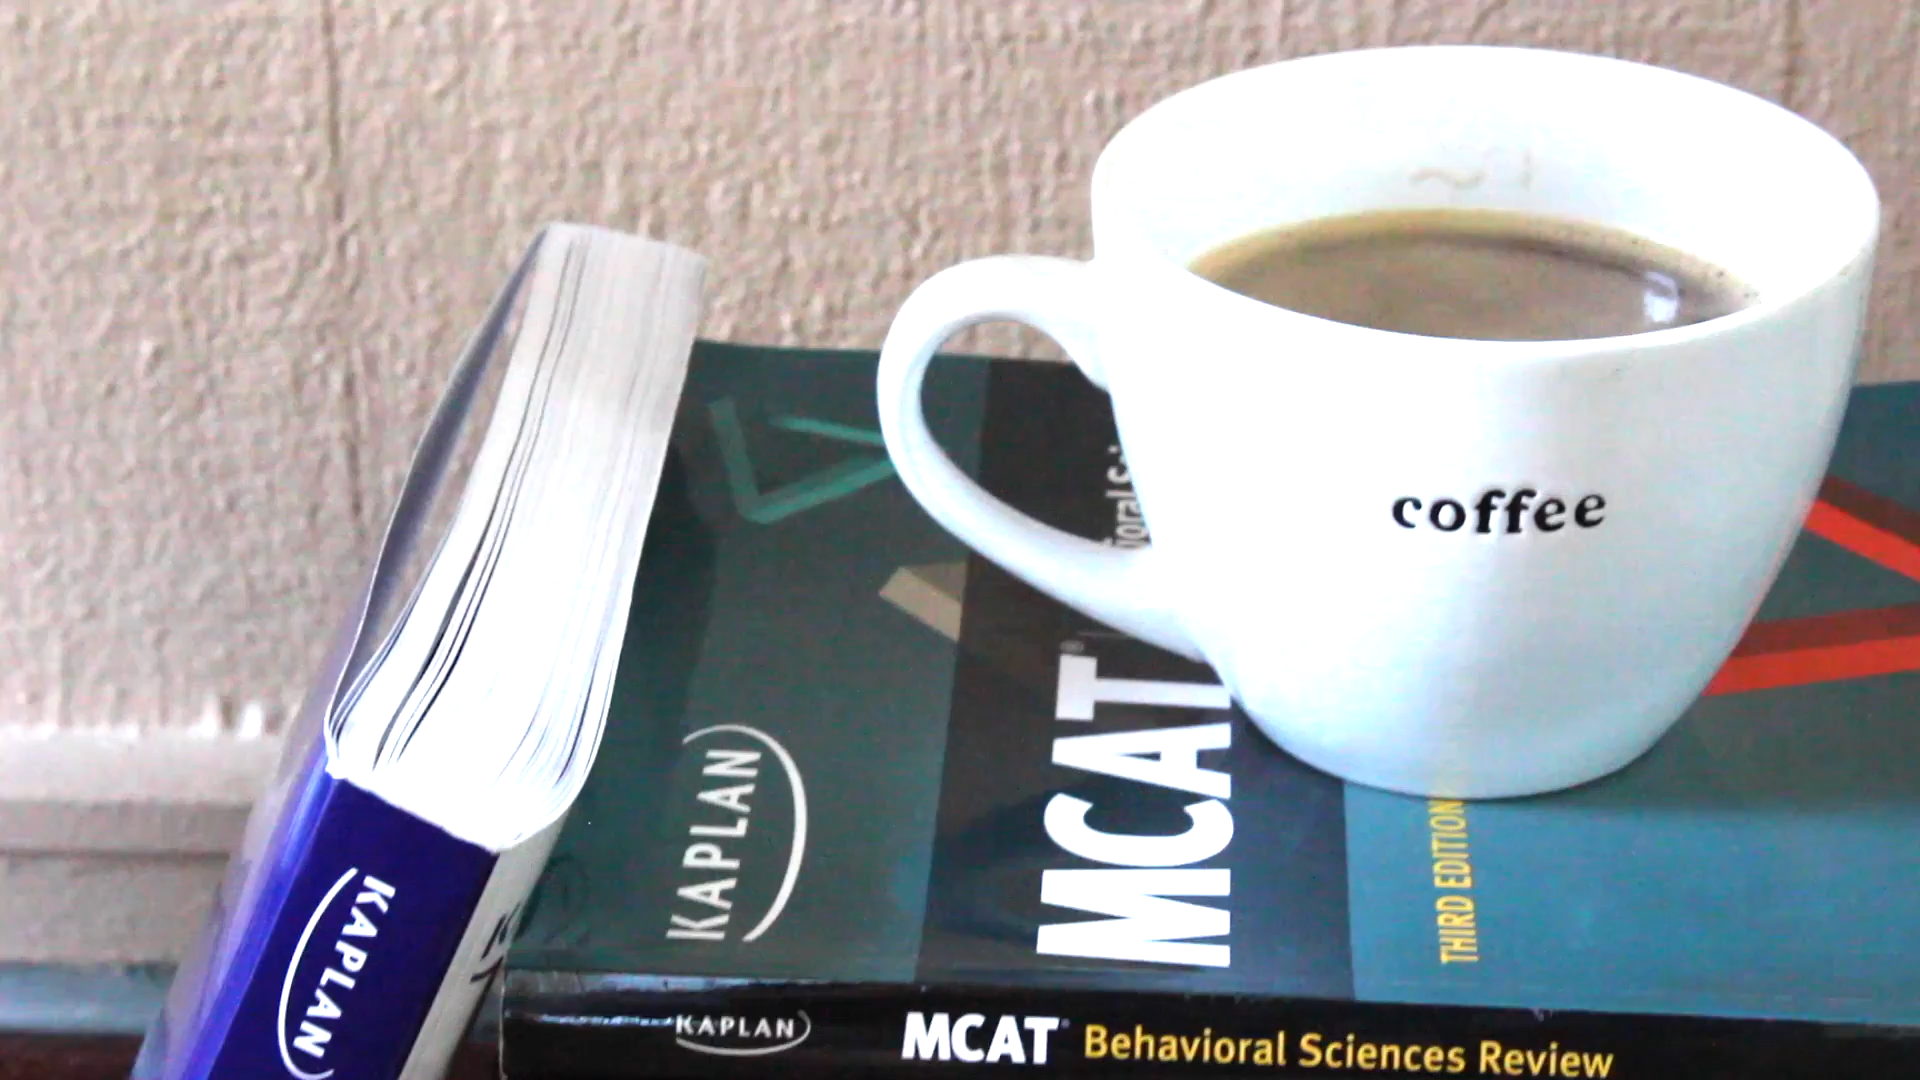 coffee
KAPLAN
MCAT®
THIRD EDITION
KAPLAN
KAPLAN
MCAT® Behavioral Sciences Review